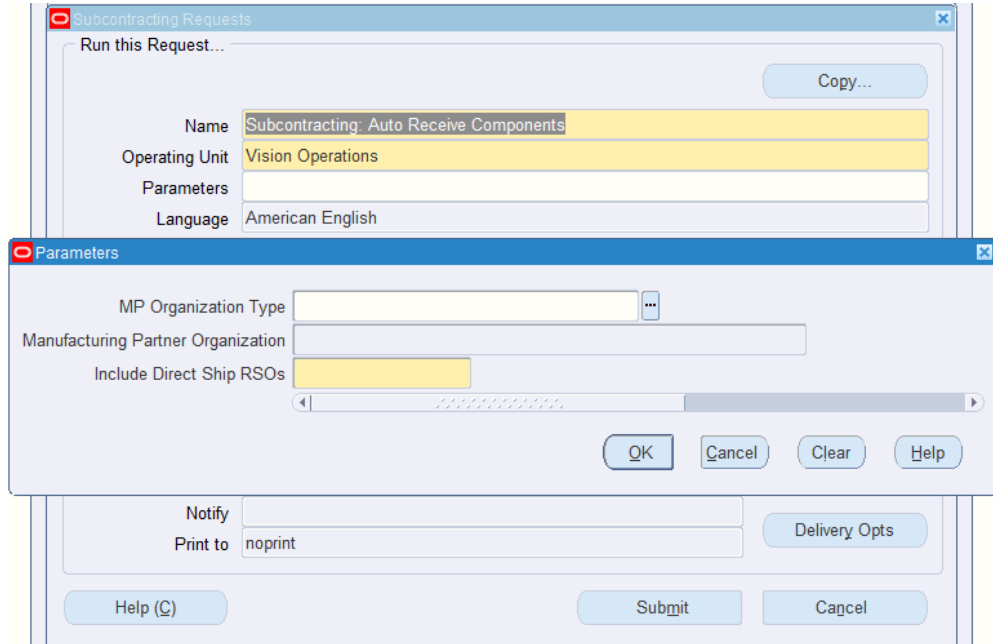 Subcontracting Requests
Run this Request...
Copy...
Name Subcontracting: Auto Receive Components
Operating Unit Vision Operations
Parameters
Language American English
Parameters
MP Organization Type
Manufacturing Partner Organization
Include Direct Ship RSOs
OK Cancel Clear Help
Notify
Delivery Opts
Print to noprint
Help (C) Submit Cancel